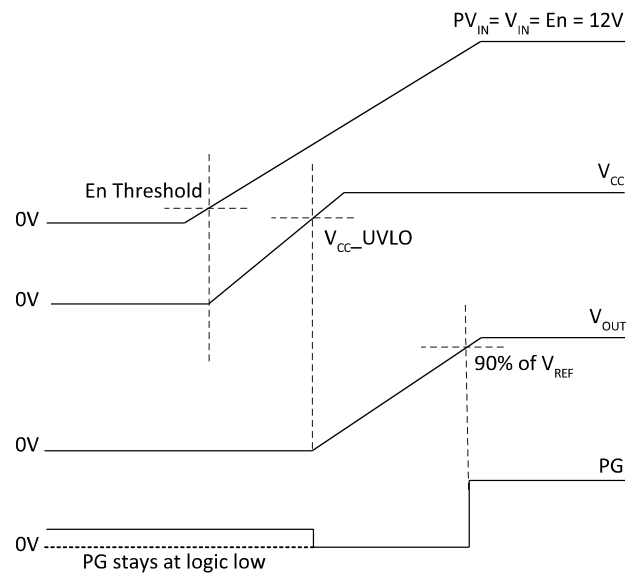 PV_IN = V_IN = En = 12V
V_CC
En Threshold
0V
V_CC_UVLO
0V
V_OUT
90% of V_REF
0V
PG
0V
PG stays at logic low